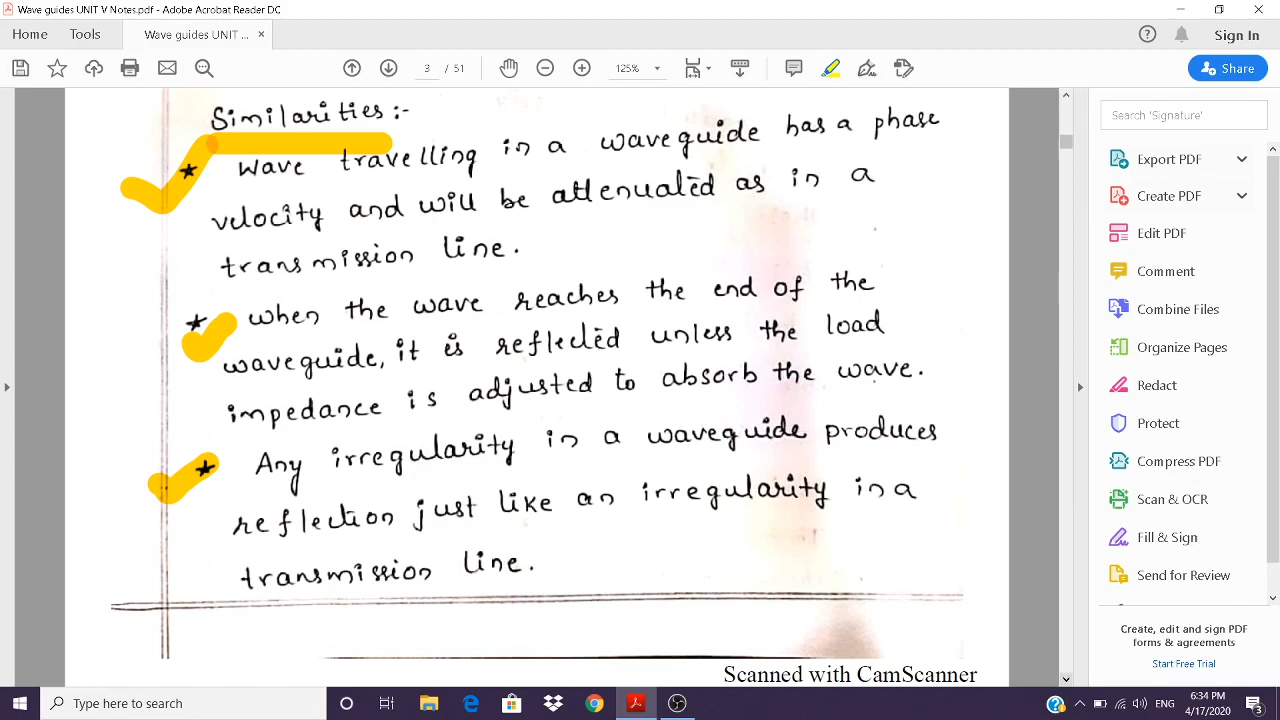 Wave guides UNIT V Notes.pdf - Adobe Acrobat Reader DC
Home Tools Wave guides UNIT ... × Sign In
3 / 51 125% Share
Similarities :-
★ Wave travelling in a waveguide has a phase
velocity and will be attenuated as in a
transmission line.
★ When the wave reaches the end of the
waveguide, it is reflected unless the load
impedance is adjusted to absorb the wave.
★ Any irregularity in a waveguide produces
reflection just like an irregularity in a
transmission line.
Scanned with CamScanner
Search 'Signature'
Export PDF
Create PDF
Edit PDF
Comment
Combine Files
Organize Pages
Redact
Protect
Compress PDF
Scan & OCR
Fill & Sign
Send for Review
Create, edit and sign PDF
forms & agreements
Start Free Trial
Type here to search
6:34 PM
4/17/2020
3